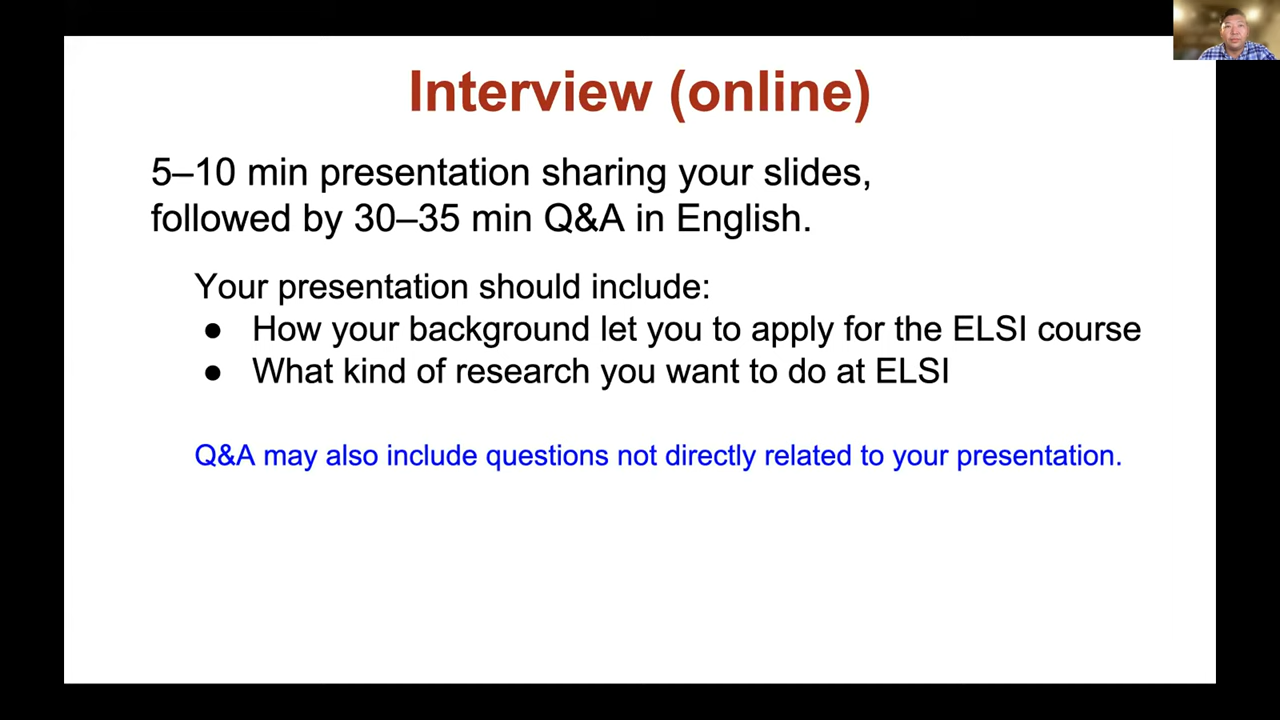 Interview (online)
5–10 min presentation sharing your slides,
followed by 30–35 min Q&A in English.
Your presentation should include:
● How your background let you to apply for the ELSI course
● What kind of research you want to do at ELSI
Q&A may also include questions not directly related to your presentation.